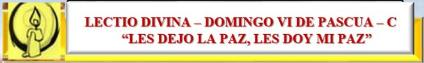 LECTIO DIVINA – DOMINGO VI DE PASCUA – C
“LES DEJO LA PAZ, LES DOY MI PAZ”